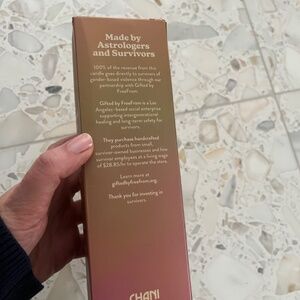 Made by
Astrologers
and Survivors
100% of the revenue from this
candle goes directly to survivors of
gender-based violence through our
partnership with Gifted by
FreeFrom.
Gifted by FreeFrom is a Los
Angeles-based social enterprise
supporting intergenerational
healing and long-term safety for
survivors.
They purchase handcrafted
products from small,
survivor-owned businesses and hire
survivor employees at a living wage
of $28.85/hr to operate the store.
Learn more at
giftedbyfreefrom.org.
Thank you for investing in
survivors.
CHANI